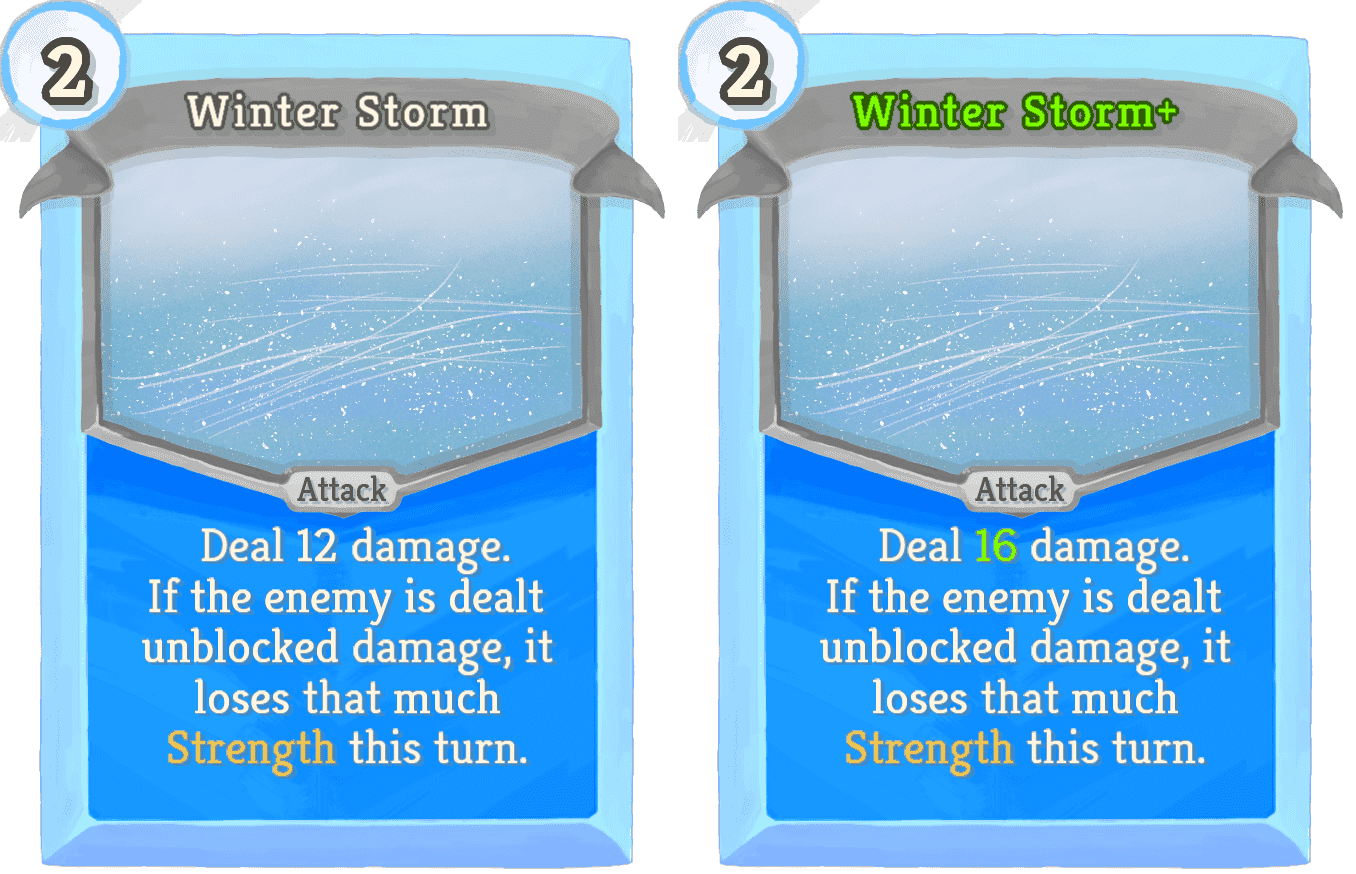 2
Winter Storm
Attack
Deal 12 damage.
If the enemy is dealt
unblocked damage, it
loses that much
Strength this turn.
2
Winter Storm+
Attack
Deal 16 damage.
If the enemy is dealt
unblocked damage, it
loses that much
Strength this turn.